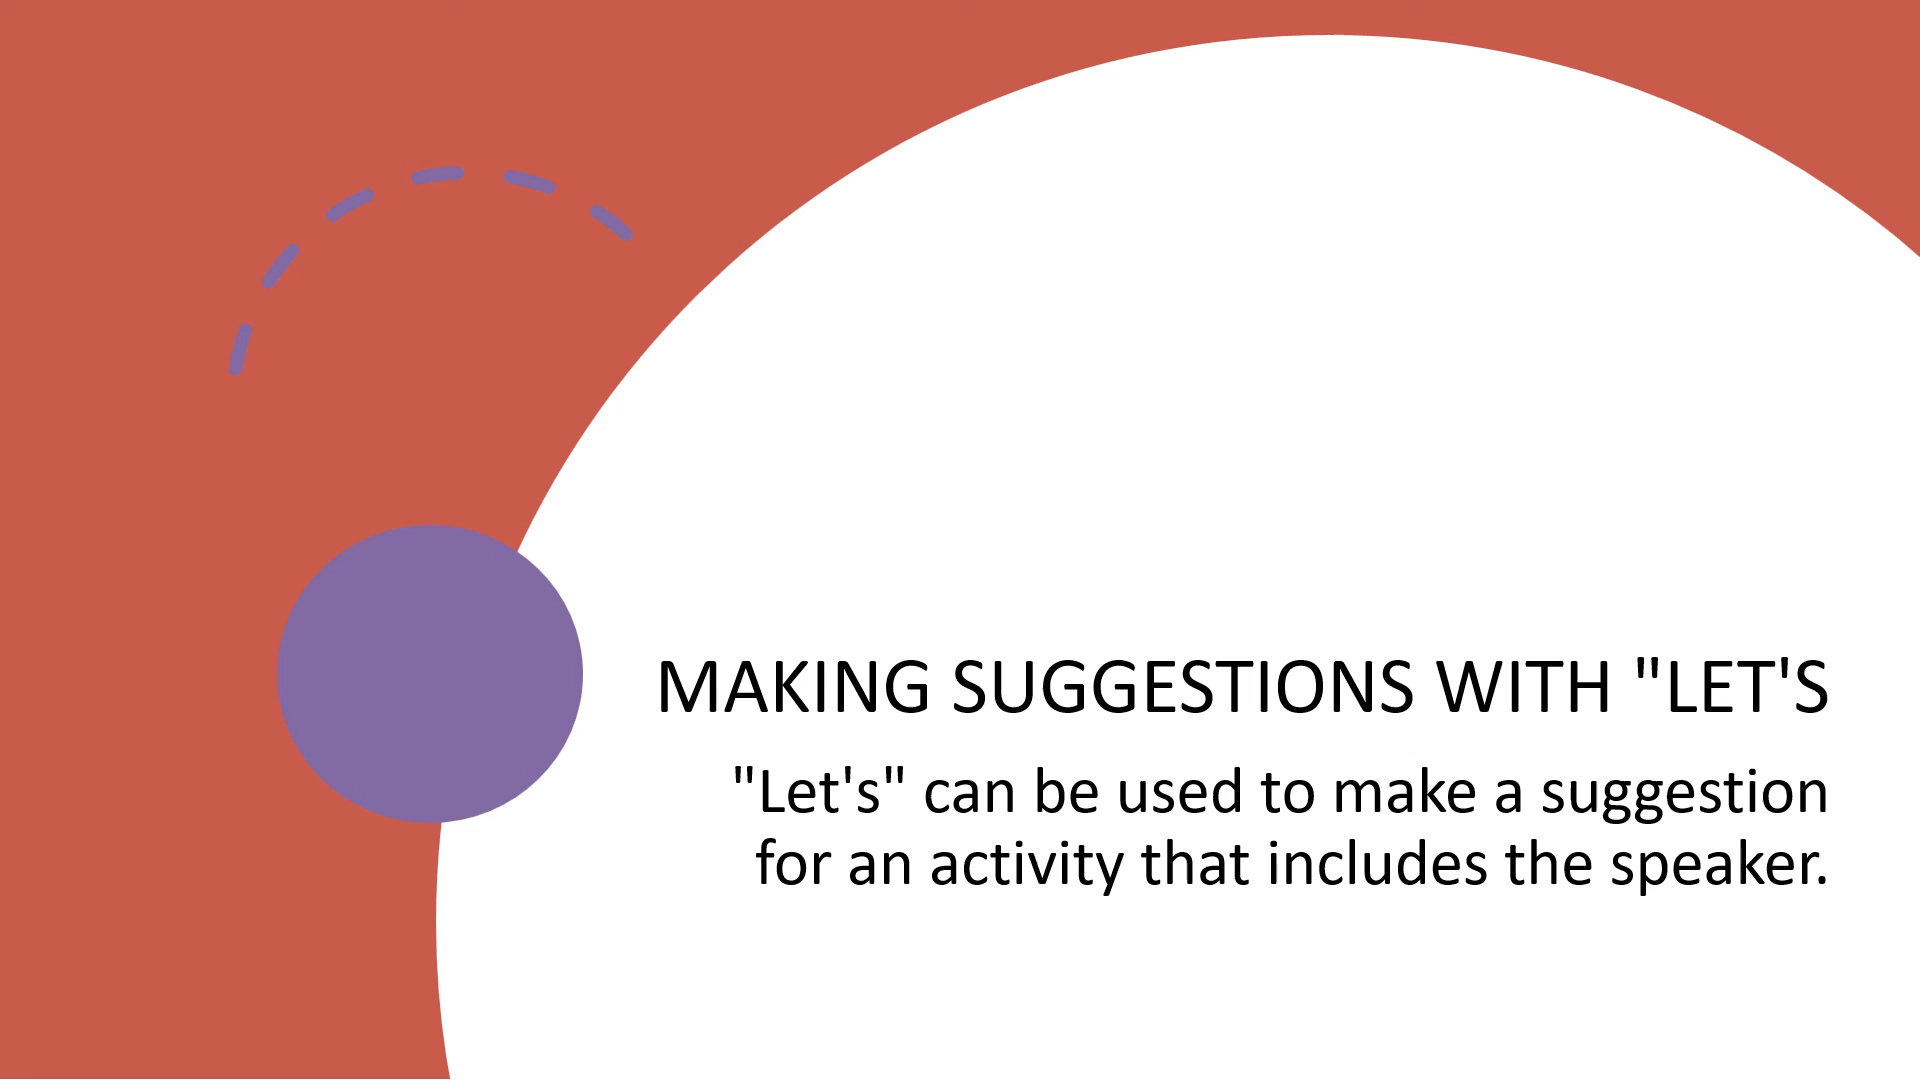 MAKING SUGGESTIONS WITH "LET'S
"Let's" can be used to make a suggestion
for an activity that includes the speaker.